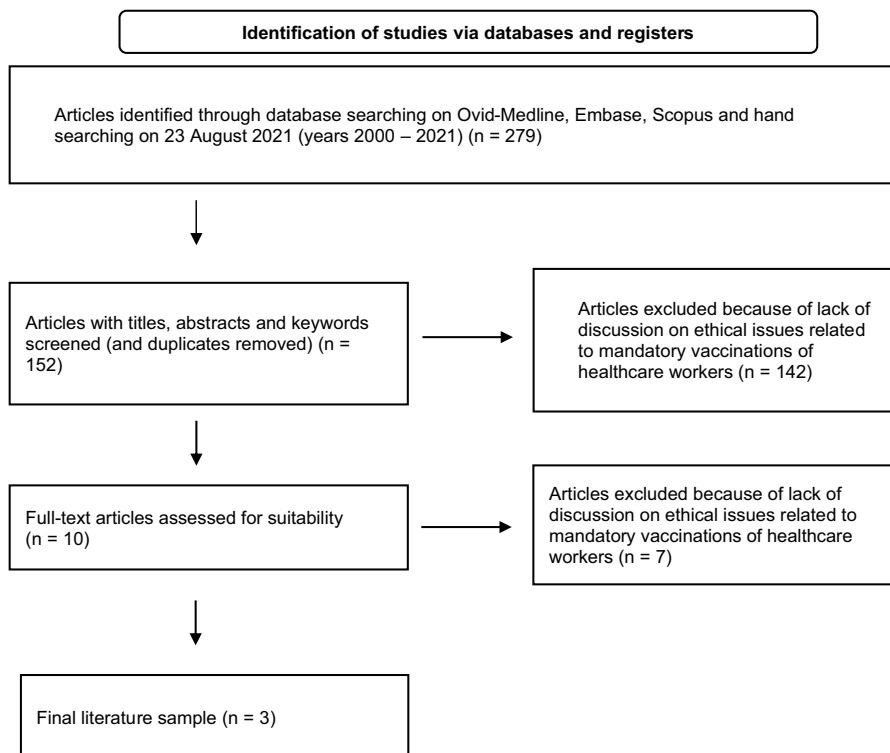 Identification of studies via databases and registers
Articles identified through database searching on Ovid-Medline, Embase, Scopus and hand
searching on 23 August 2021 (years 2000 – 2021) (n = 279)
Articles with titles, abstracts and keywords
screened (and duplicates removed) (n =
152)
Articles excluded because of lack of
discussion on ethical issues related
to mandatory vaccinations of
healthcare workers (n = 142)
Full-text articles assessed for suitability
(n = 10)
Articles excluded because of lack of
discussion on ethical issues related to
mandatory vaccinations of healthcare
workers (n = 7)
Final literature sample (n = 3)